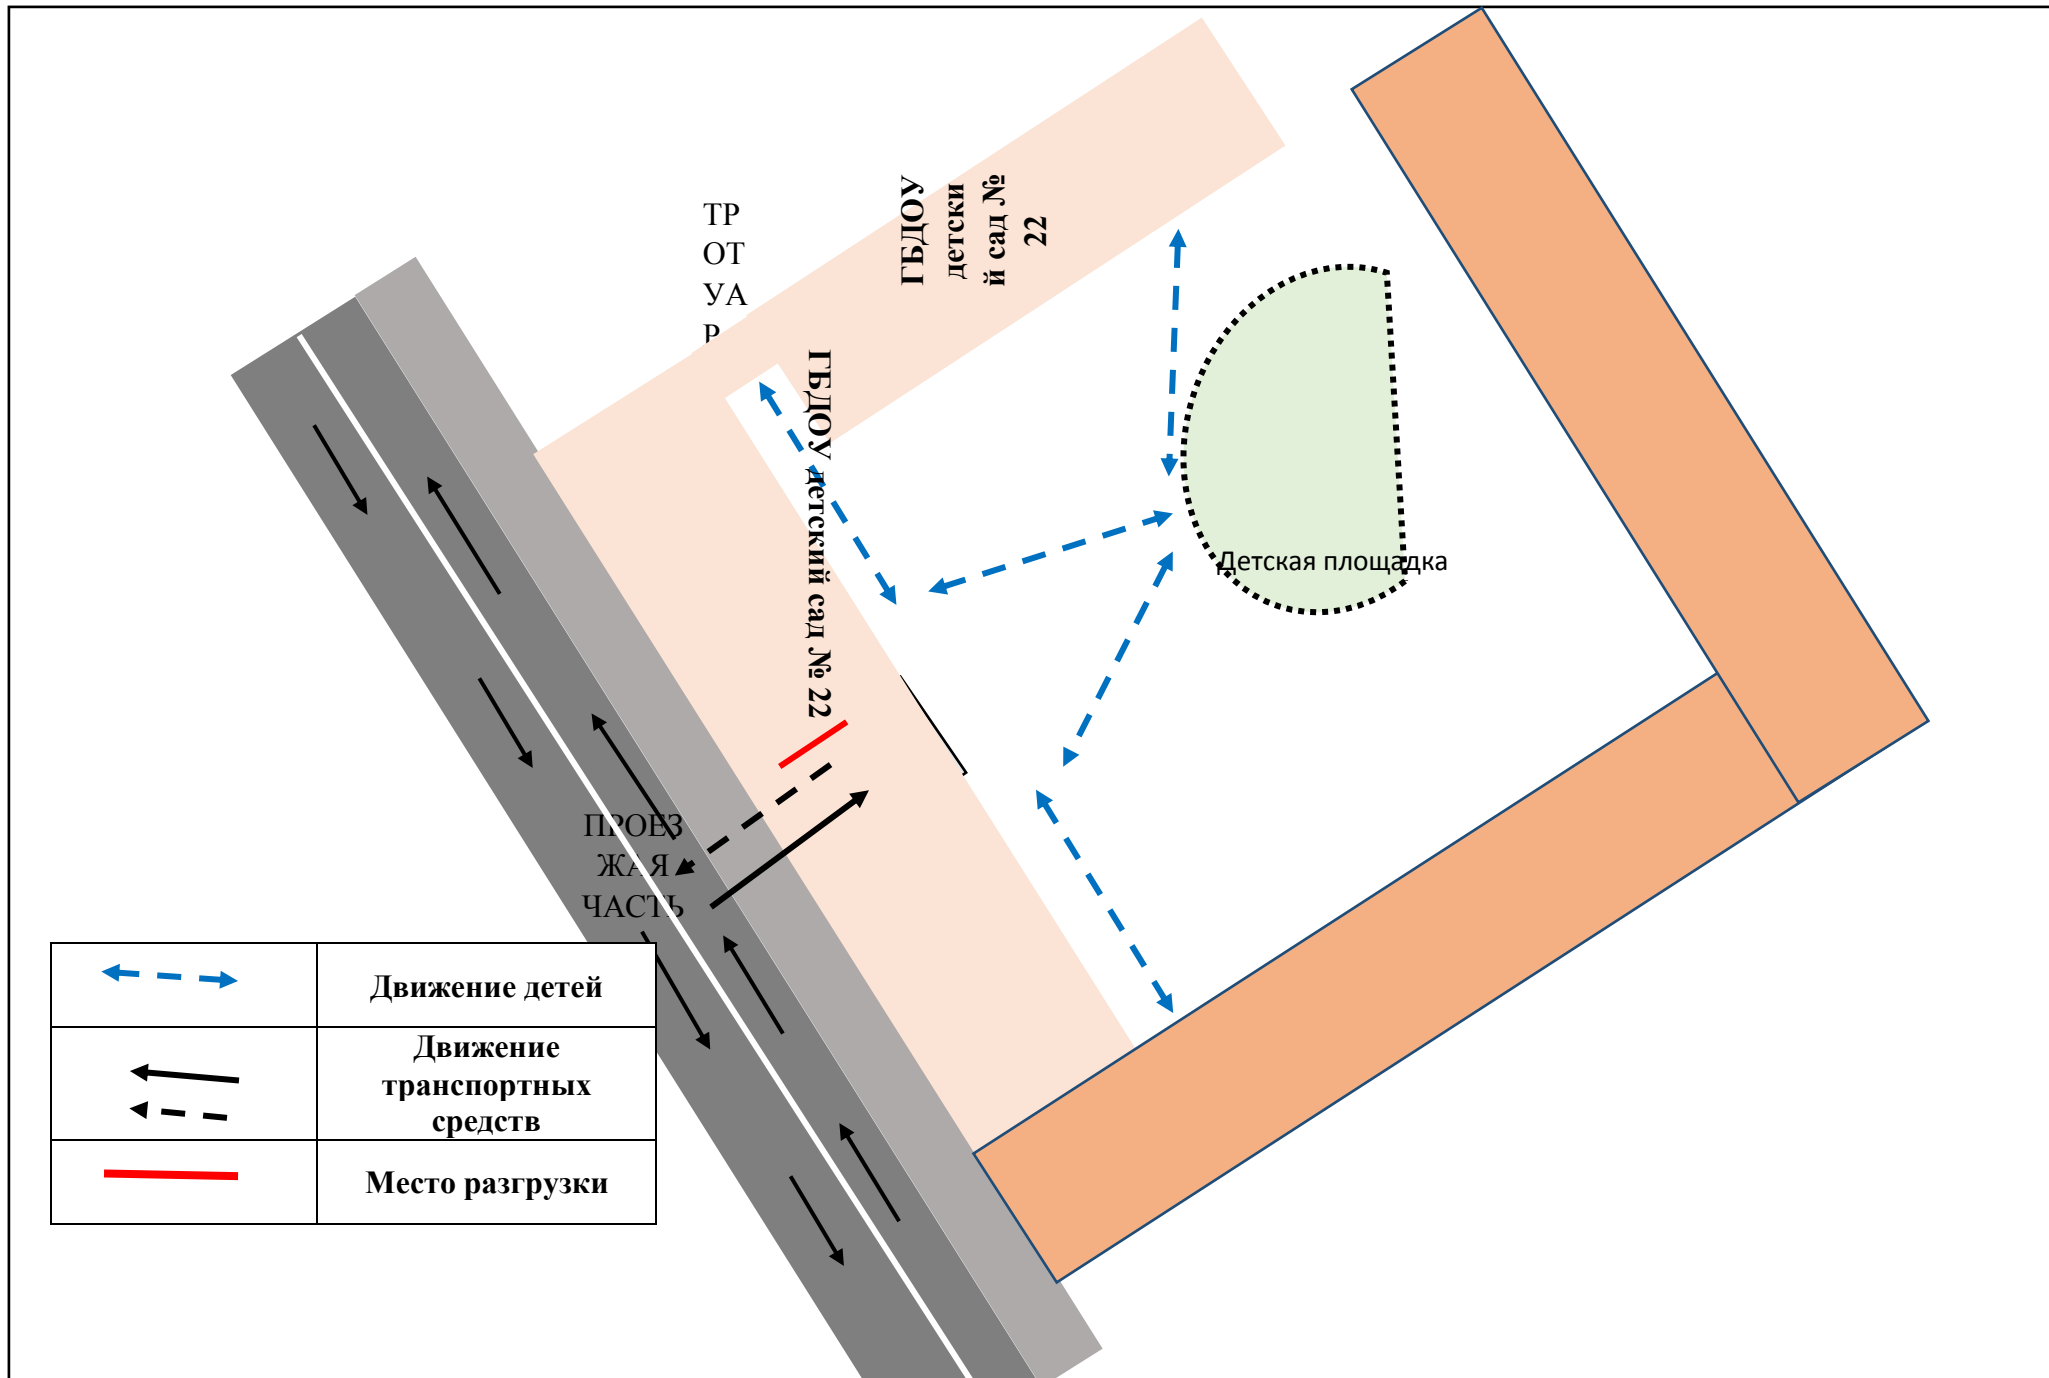 ТР
ОТ
УА
Р
ГБДОУ
детски
й сад №
22
ГБДОУ детский сад № 22
Детская площадка
ПРОЕЗ
ЖАЯ
ЧАСТЬ
Движение детей
Движение
транспортных
средств
Место разгрузки